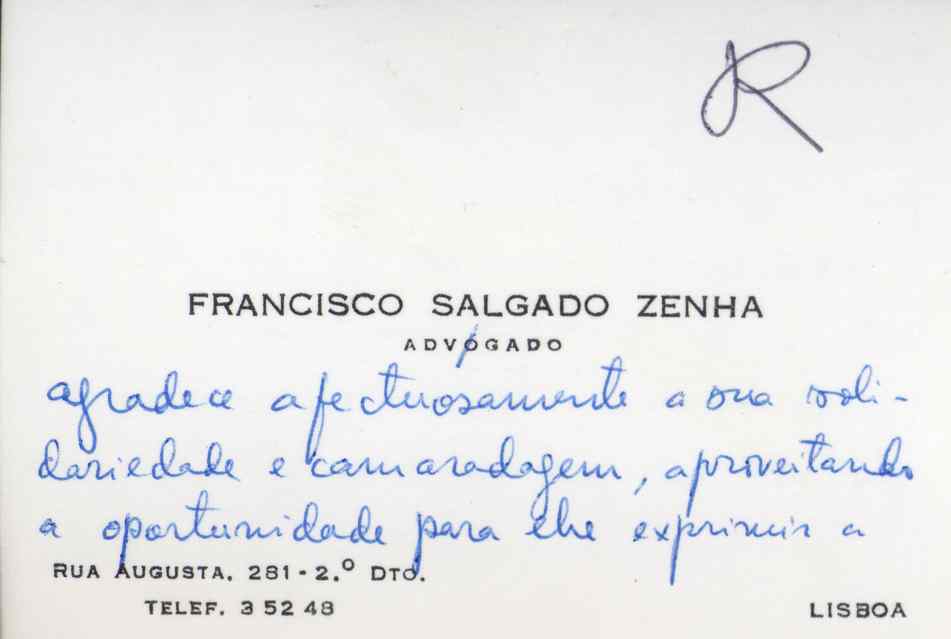 R
FRANCISCO SALGADO ZENHA
ADVOGADO
agradece afectuosamente a sua soli-
dariedade e camaradagem, aproveitando
a oportunidade para lhe exprimir a
RUA AUGUSTA, 281-2.º DTO.
TELEF. 3 52 48
LISBOA